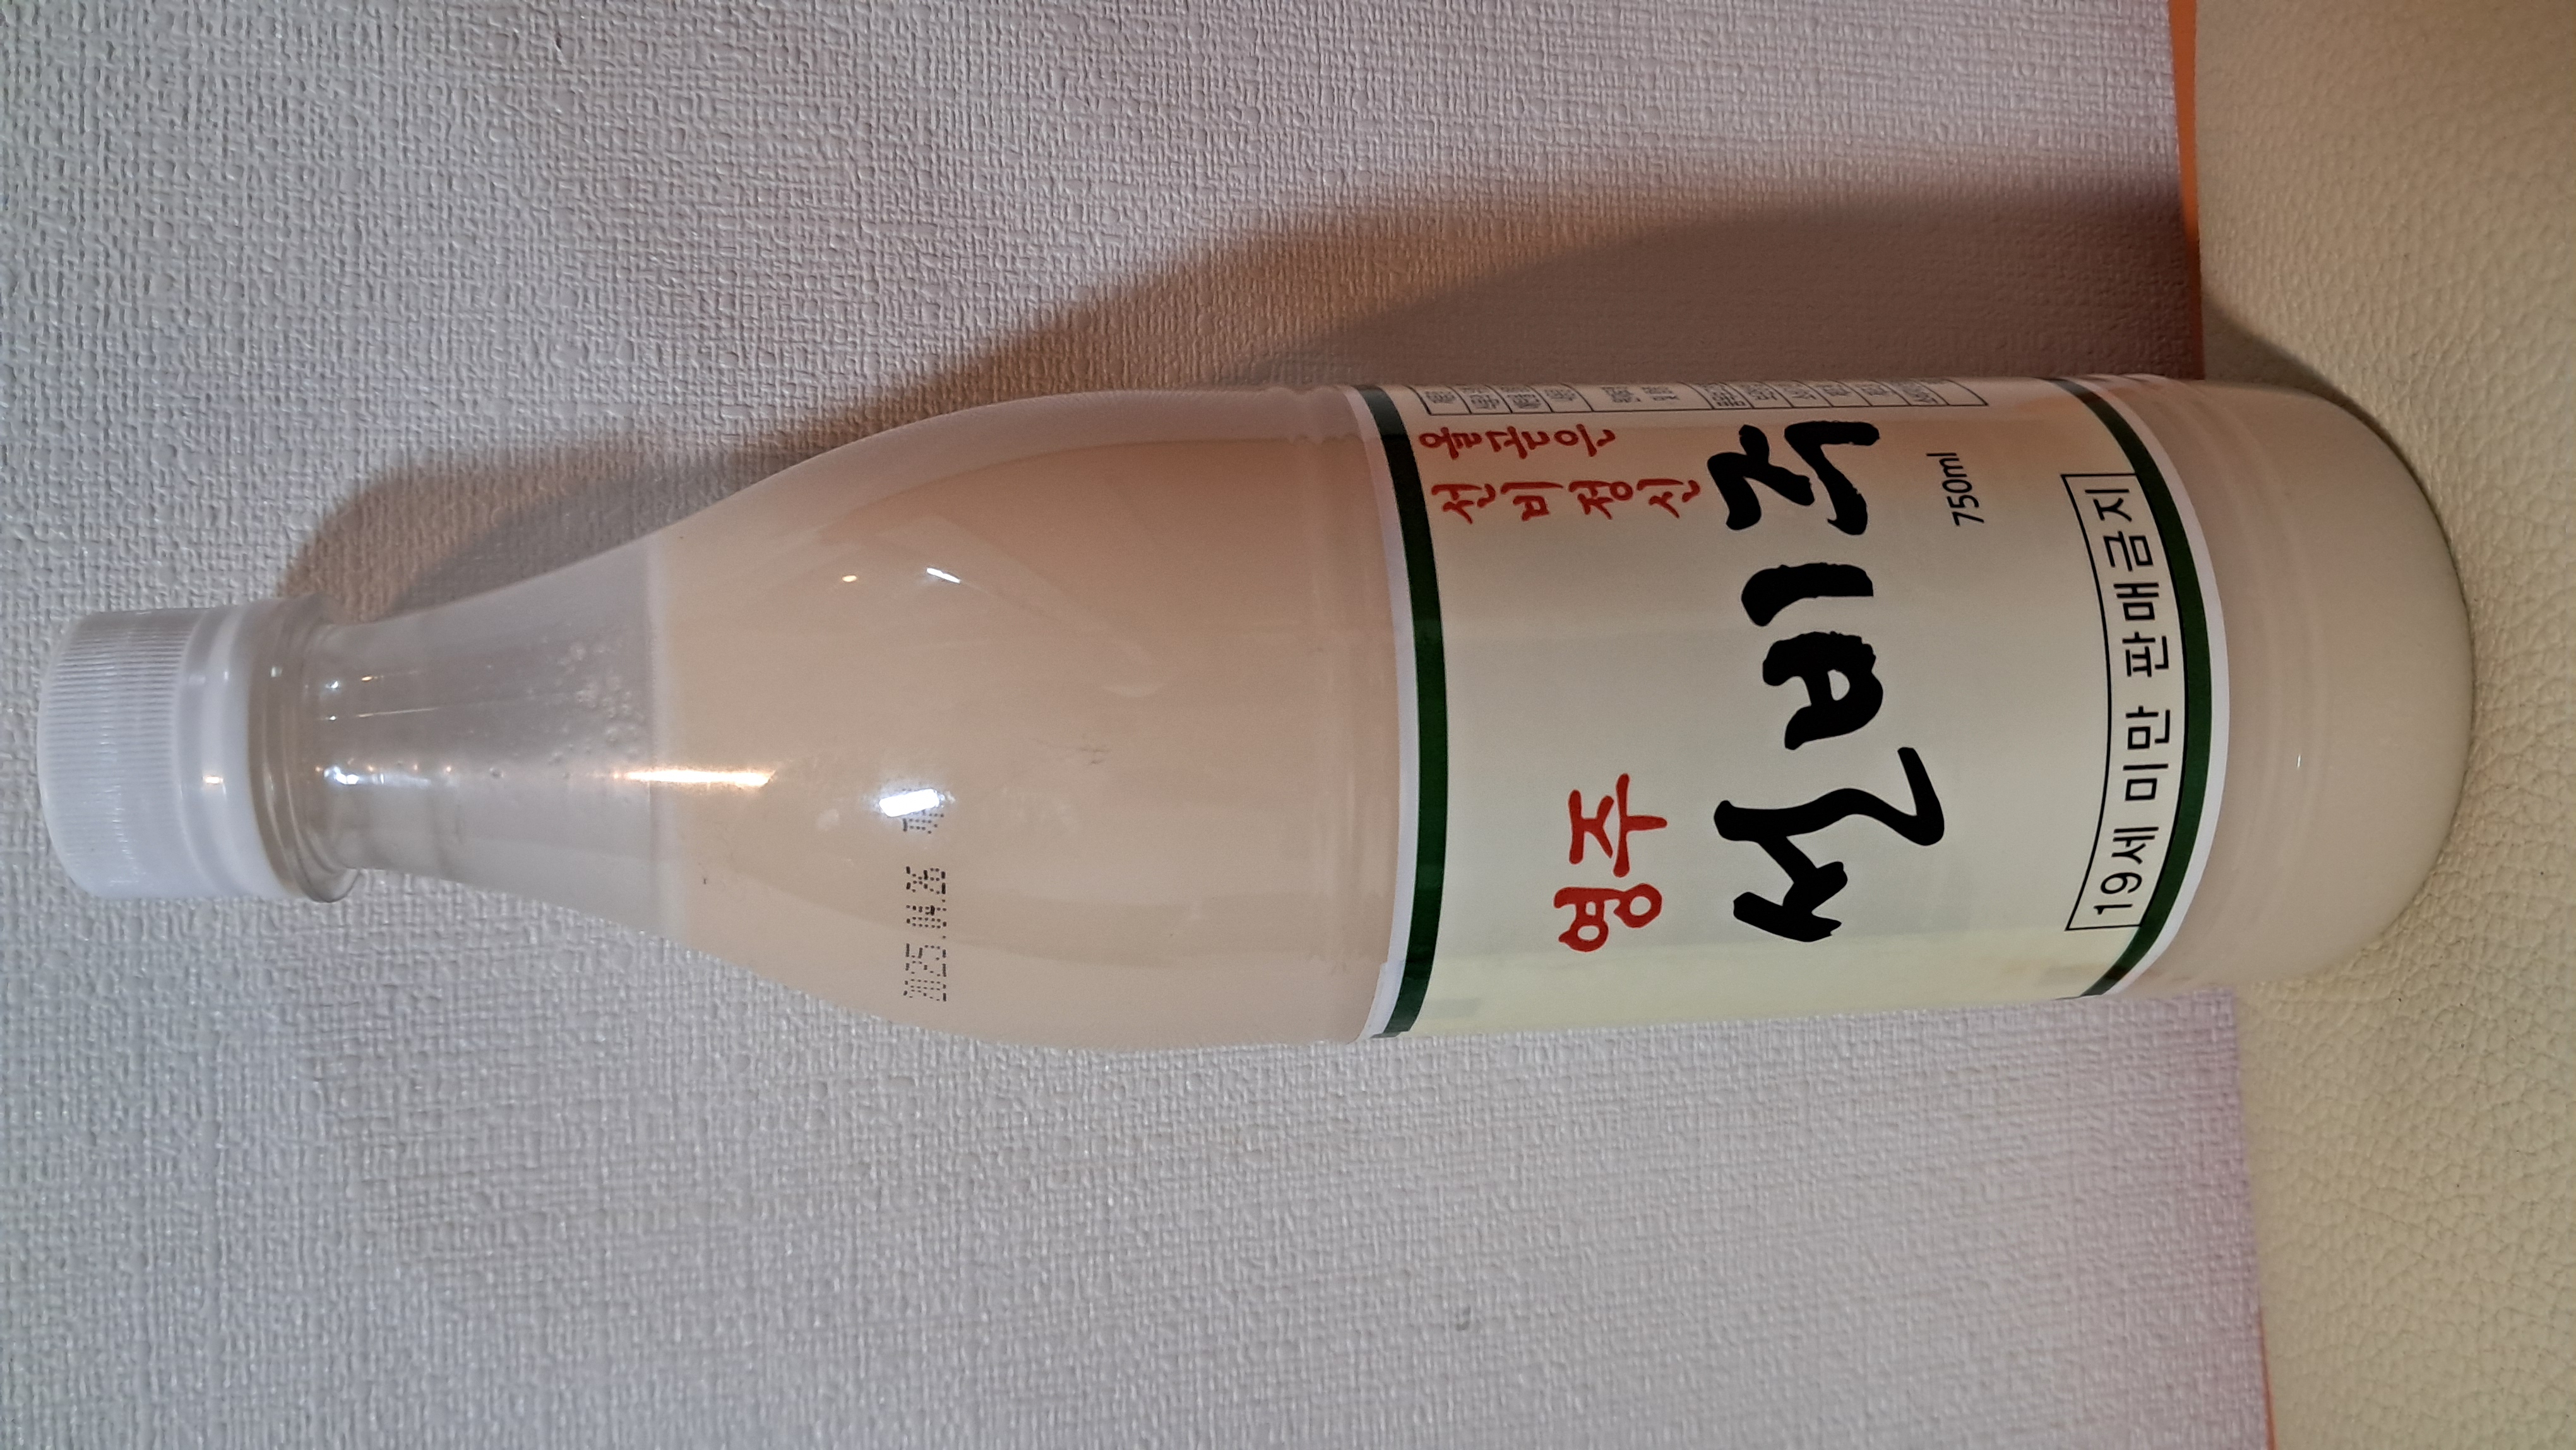 2025.04.26
올곧은
선비정신
영주
선비주
750ml
19세 미만 판매금지